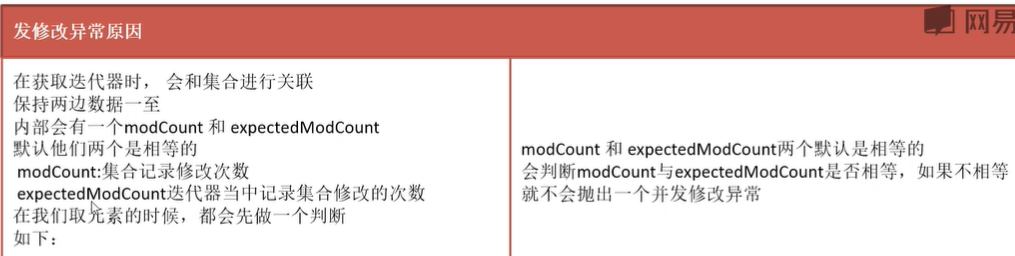 发修改异常原因
网易
在获取迭代器时， 会和集合进行关联
保持两边数据一至
内部会有一个modCount 和 expectedModCount
默认他们两个是相等的
modCount:集合记录修改次数
expectedModCount迭代器当中记录集合修改的次数
在我们取元素的时候，都会先做一个判断
如下：
modCount 和 expectedModCount两个默认是相等的
会判断modCount与expectedModCount是否相等，如果不相等
就不会抛出一个并发修改异常